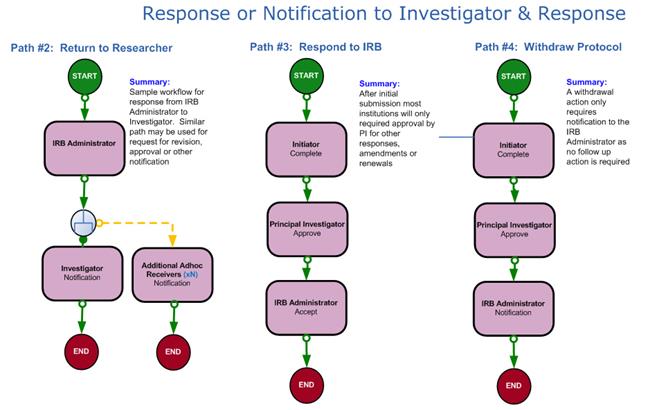 Response or Notification to Investigator & Response
Path #2: Return to Researcher
START
Summary:
Sample workflow for
response from IRB
Administrator to
Investigator. Similar
path may be used for
request for revision,
approval or other
notification
IRB Administrator
Investigator
Notification
Additional Adhoc
Receivers (xN)
Notification
END
END
Path #3: Respond to IRB
START
Summary:
After initial
submission most
institutions will only
required approval by
PI for other
responses,
amendments or
renewals
Initiator
Complete
Principal Investigator
Approve
IRB Administrator
Accept
END
Path #4: Withdraw Protocol
START
Summary:
A withdrawal
action only
requires
notification to the
IRB
Administrator as
no follow up
action is required
Initiator
Complete
Principal Investigator
Approve
IRB Administrator
Notification
END